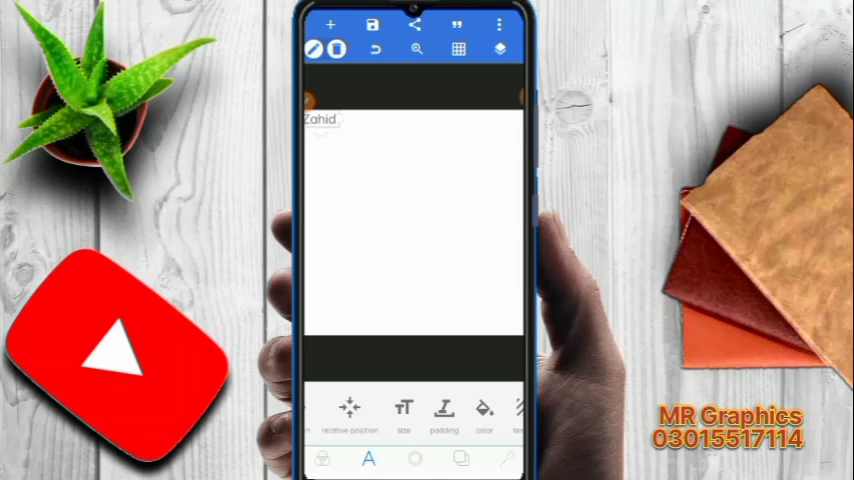 Zahid
relative position
size
padding
color
MR Graphics
03015517114